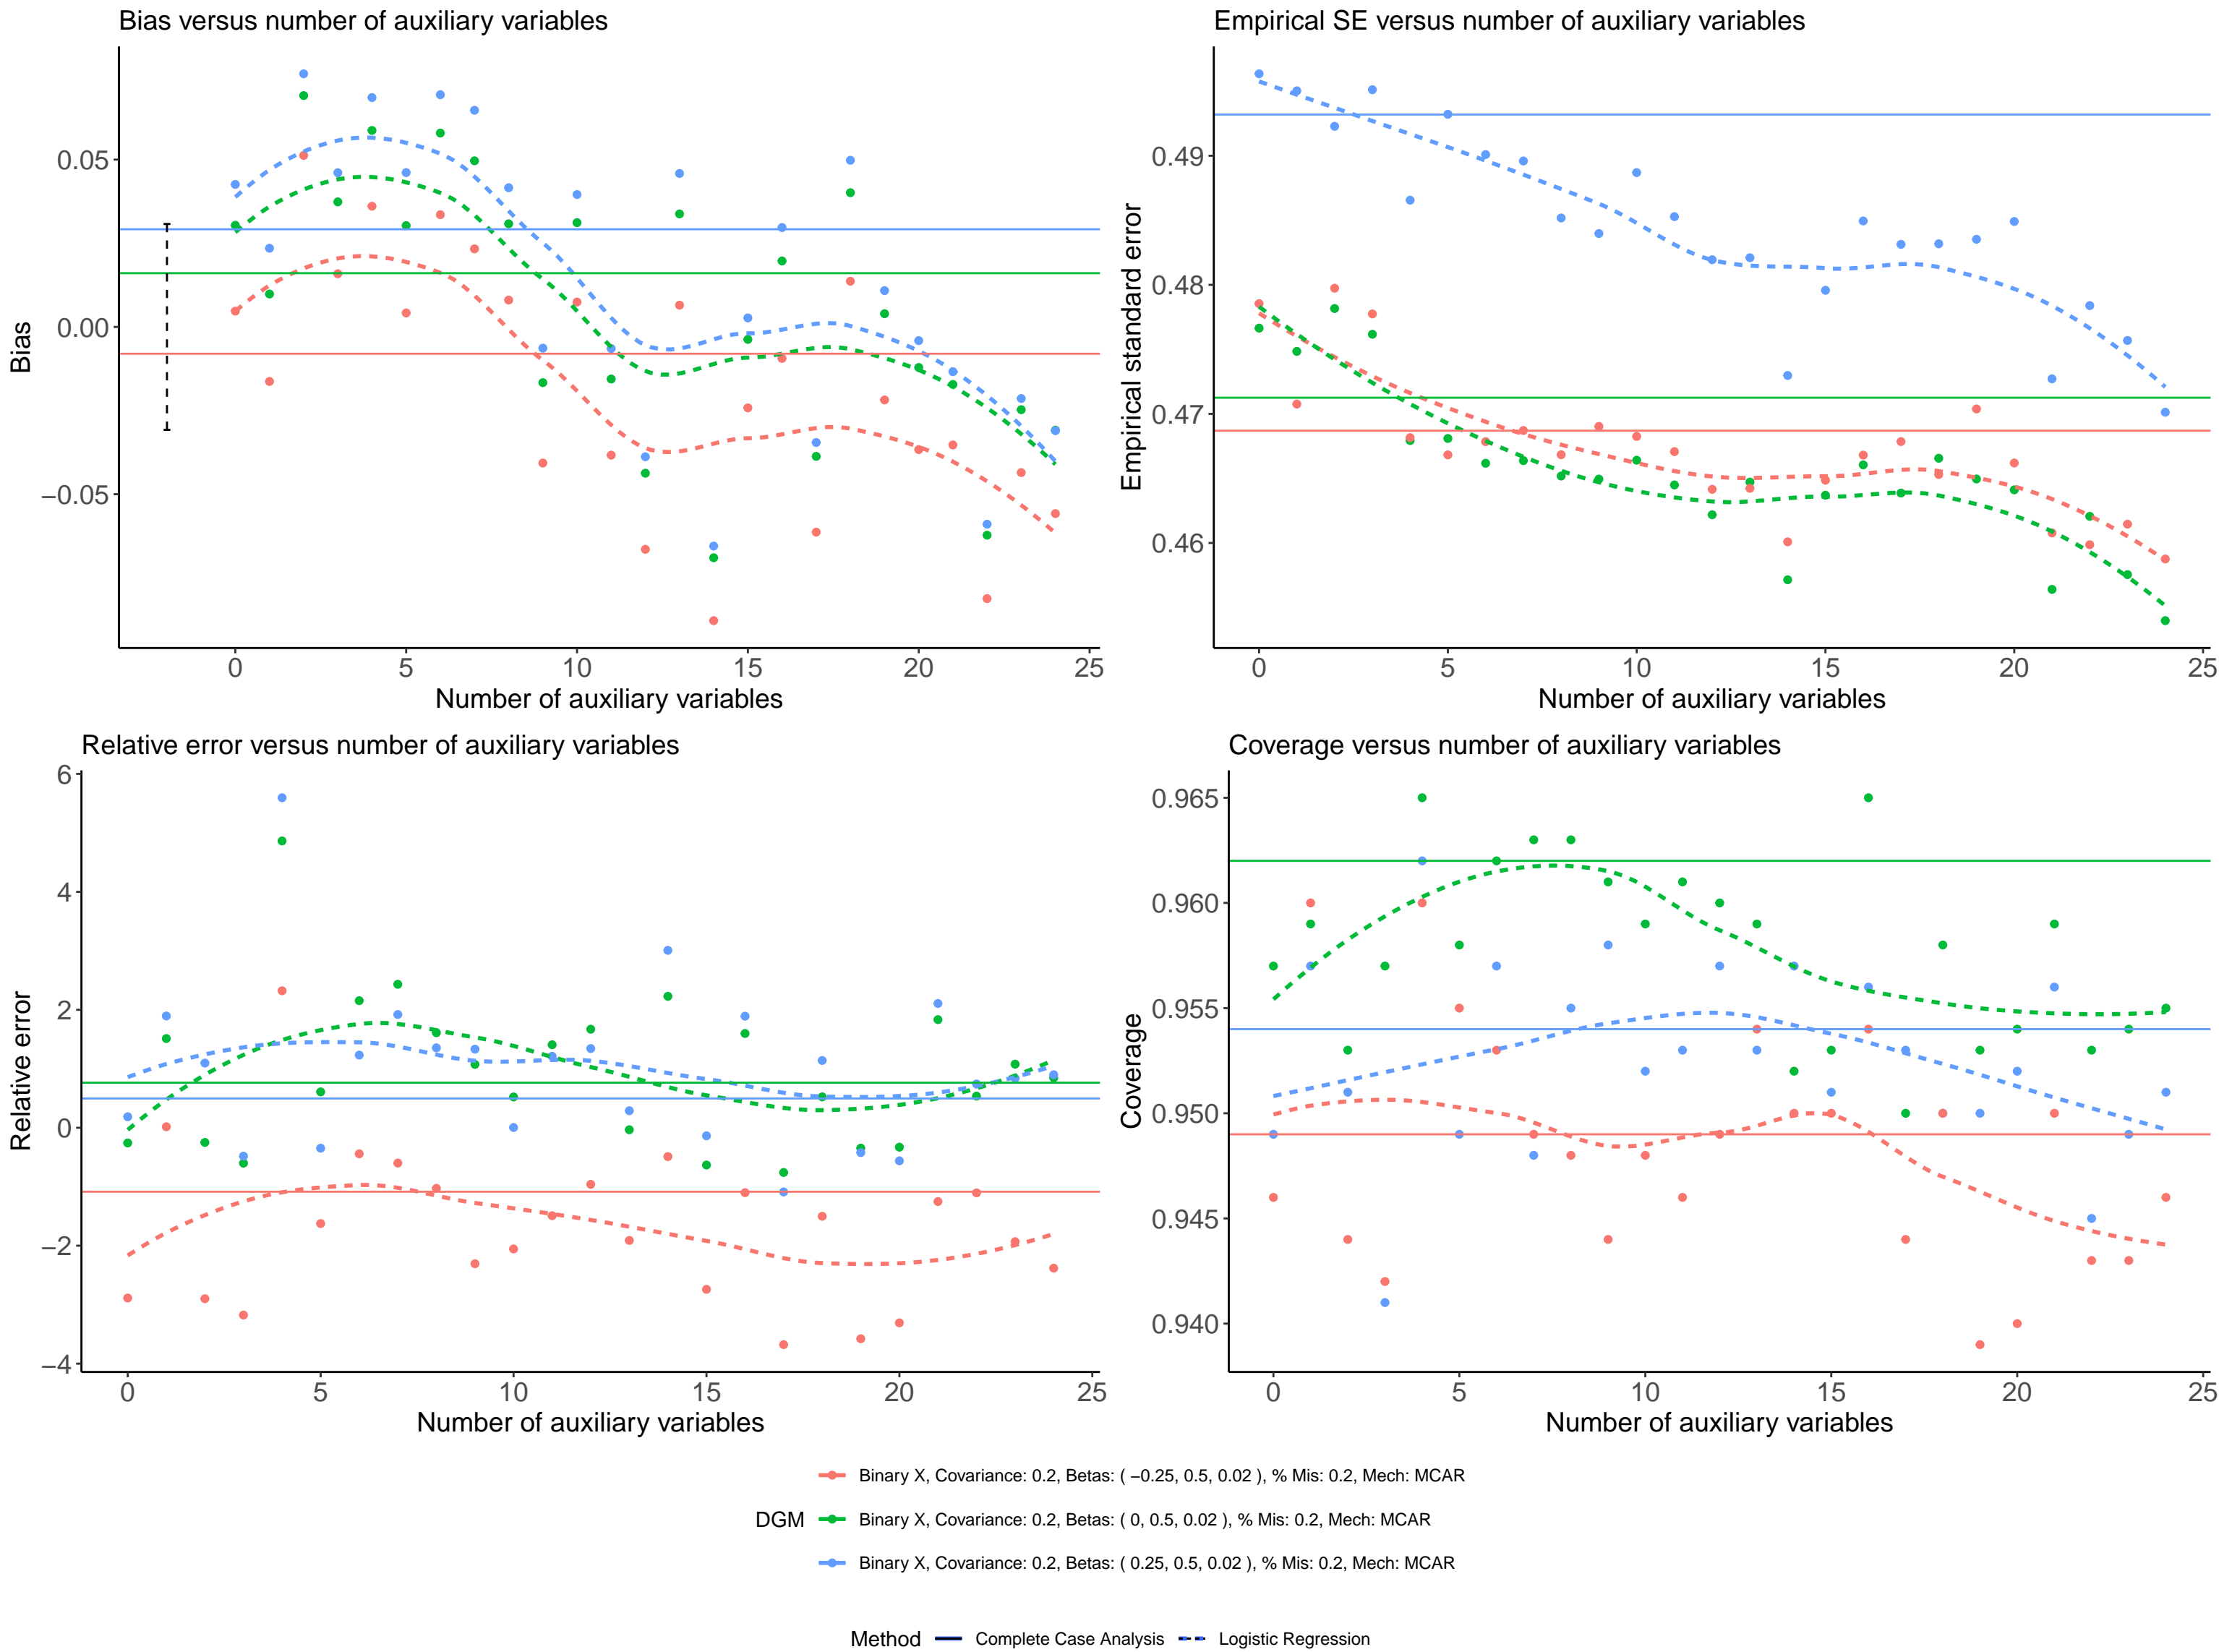 Bias versus number of auxiliary variables
0.05
0.00
−0.05
Bias
0 5 10 15 20 25
Number of auxiliary variables
Empirical SE versus number of auxiliary variables
0.49
0.48
0.47
0.46
Empirical standard error
0 5 10 15 20 25
Number of auxiliary variables
Relative error versus number of auxiliary variables
6
4
2
0
−2
−4
Relative error
0 5 10 15 20 25
Number of auxiliary variables
Coverage versus number of auxiliary variables
0.965
0.960
0.955
0.950
0.945
0.940
Coverage
0 5 10 15 20 25
Number of auxiliary variables
DGM
Binary X, Covariance: 0.2, Betas: ( −0.25, 0.5, 0.02 ), % Mis: 0.2, Mech: MCAR
Binary X, Covariance: 0.2, Betas: ( 0, 0.5, 0.02 ), % Mis: 0.2, Mech: MCAR
Binary X, Covariance: 0.2, Betas: ( 0.25, 0.5, 0.02 ), % Mis: 0.2, Mech: MCAR
Method Complete Case Analysis Logistic Regression